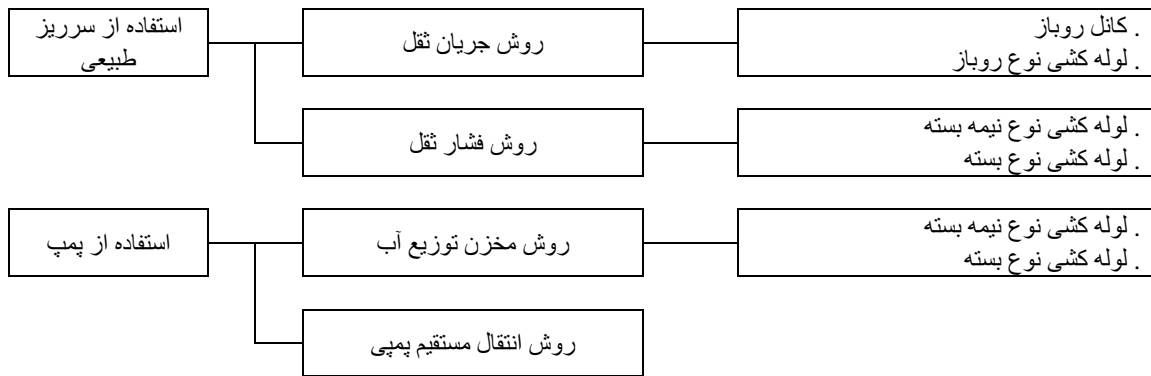 استفاده از سرریز
طبیعی
روش جریان ثقل
. کانل روباز
. لوله کشی نوع روباز
روش فشار ثقل
. لوله کشی نوع نیمه بسته
. لوله کشی نوع بسته
استفاده از پمپ
روش مخزن توزیع آب
. لوله کشی نوع نیمه بسته
. لوله کشی نوع بسته
روش انتقال مستقیم پمپی